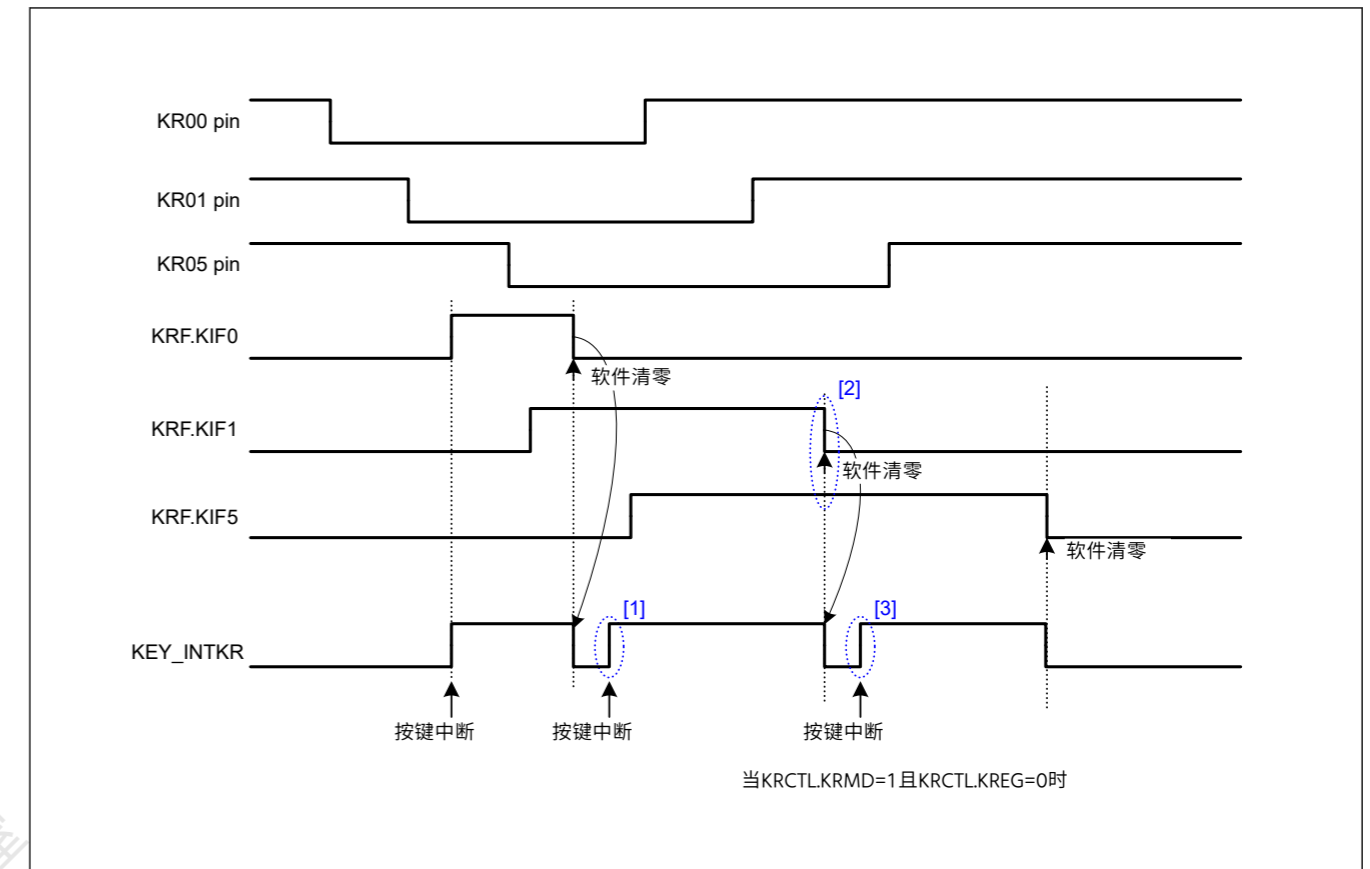 KR00 pin
KR01 pin
KR05 pin
KRF.KIF0
软件清零
[2]
KRF.KIF1
软件清零
KRF.KIF5
软件清零
[1]
[3]
KEY_INTKR
按键中断 按键中断 按键中断
当KRCTL.KRMD=1且KRCTL.KREG=0时